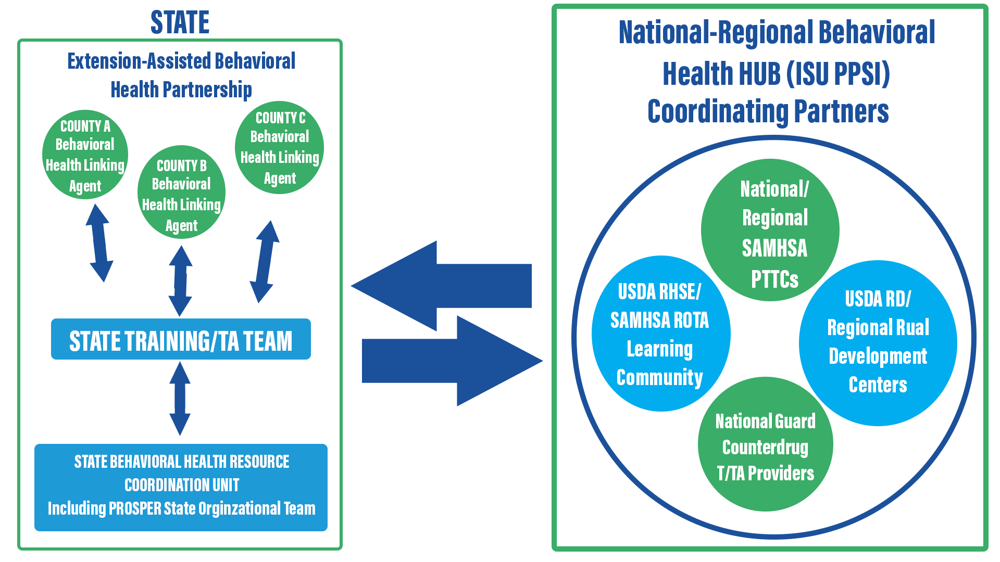 STATE
Extension-Assisted Behavioral
Health Partnership
COUNTY A
Behavioral
Health Linking
Agent
COUNTY B
Behavioral
Health Linking
Agent
COUNTY C
Behavioral
Health Linking
Agent
STATE TRAINING/TA TEAM
STATE BEHAVIORAL HEALTH RESOURCE
COORDINATION UNIT
Including PROSPER State Orginzational Team
National-Regional Behavioral
Health HUB (ISU PPSI)
Coordinating Partners
National/
Regional
SAMHSA
PTTCs
USDA RHSE/
SAMHSA ROTA
Learning
Community
USDA RD/
Regional Rual
Development
Centers
National Guard
Counterdrug
T/TA Providers